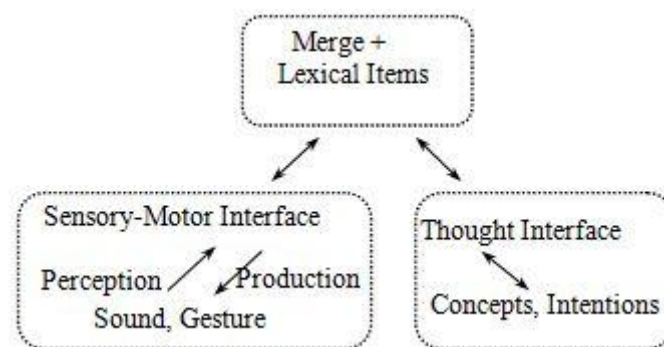 Merge +
Lexical Items
Sensory-Motor Interface
Perception
Production
Sound, Gesture
Thought Interface
Concepts, Intentions